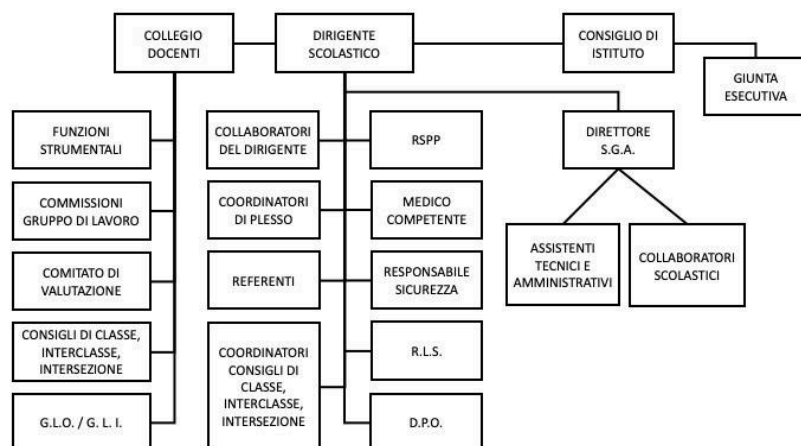 COLLEGIO
DOCENTI
DIRIGENTE
SCOLASTICO
CONSIGLIO DI
ISTITUTO
GIUNTA
ESECUTIVA
FUNZIONI
STRUMENTALI
COMMISSIONI
GRUPPO DI LAVORO
COMITATO DI
VALUTAZIONE
CONSIGLI DI CLASSE,
INTERCLASSE,
INTERSEZIONE
G.L.O. / G. L. I.
COLLABORATORI
DEL DIRIGENTE
COORDINATORI
DI PLESSO
REFERENTI
COORDINATORI
CONSIGLI DI
CLASSE,
INTERCLASSE,
INTERSEZIONE
RSPP
MEDICO
COMPETENTE
RESPONSABILE
SICUREZZA
R.L.S.
D.P.O.
DIRETTORE
S.G.A.
ASSISTENTI
TECNICI E
AMMINISTRATIVI
COLLABORATORI
SCOLASTICI